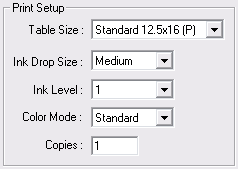 Print Setup
Table Size : Standard 12.5x16 (P)
Ink Drop Size : Medium
Ink Level : 1
Color Mode : Standard
Copies : 1